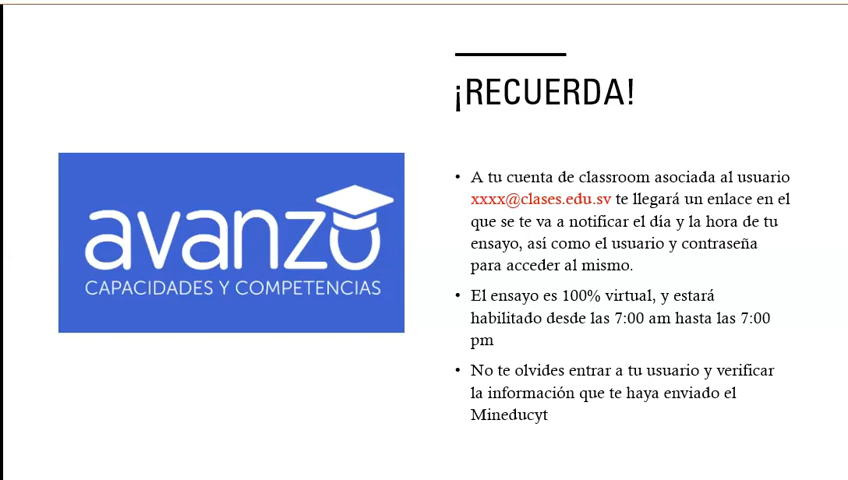 ¡RECUERDA!
avanzo
CAPACIDADES Y COMPETENCIAS
• A tu cuenta de classroom asociada al usuario
xxxx@clases.edu.sv te llegará un enlace en el
que se te va a notificar el día y la hora de tu
ensayo, así como el usuario y contraseña
para acceder al mismo.
• El ensayo es 100% virtual, y estará
habilitado desde las 7:00 am hasta las 7:00
pm
• No te olvides entrar a tu usuario y verificar
la información que te haya enviado el
Mineducyt